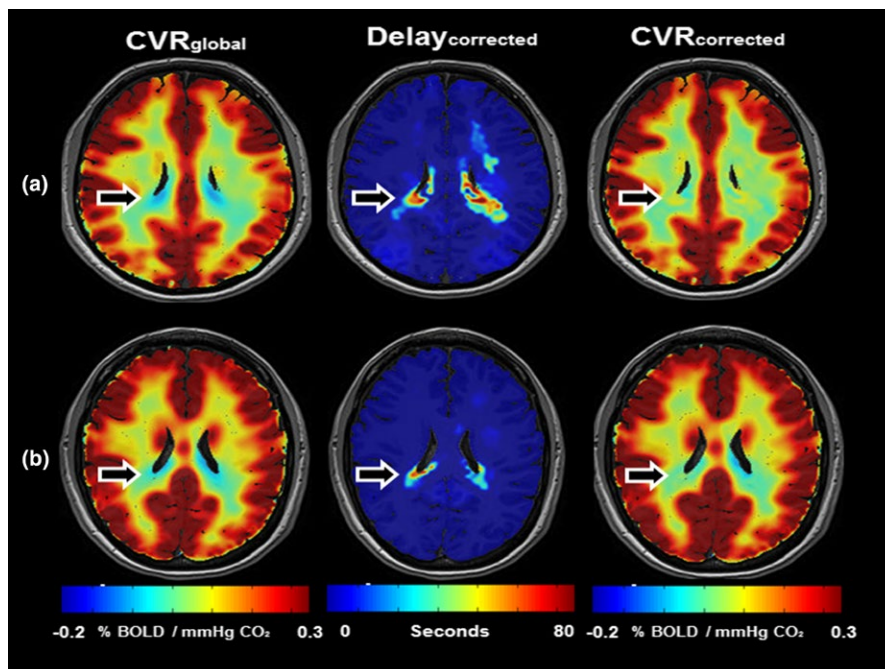 CVRglobal Delaycorrected CVRcorrected
(a)
(b)
-0.2 % BOLD / mmHg CO₂ 0.3 0 Seconds 80 -0.2 % BOLD / mmHg CO₂ 0.3